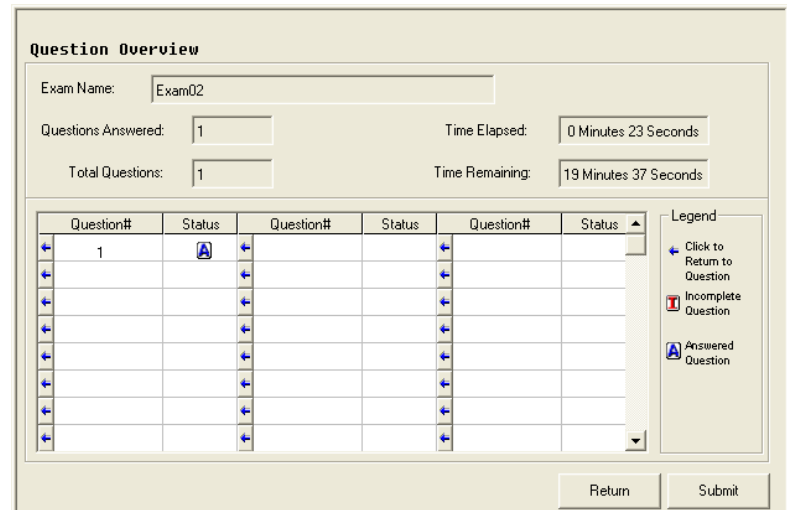 Question Overview
Exam Name: Exam02
Questions Answered: 1 Time Elapsed: 0 Minutes 23 Seconds
Total Questions: 1 Time Remaining: 19 Minutes 37 Seconds
Question# Status Question# Status Question# Status
1 A
Legend
Click to
Return to
Question
I Incomplete
Question
A Answered
Question
Return Submit